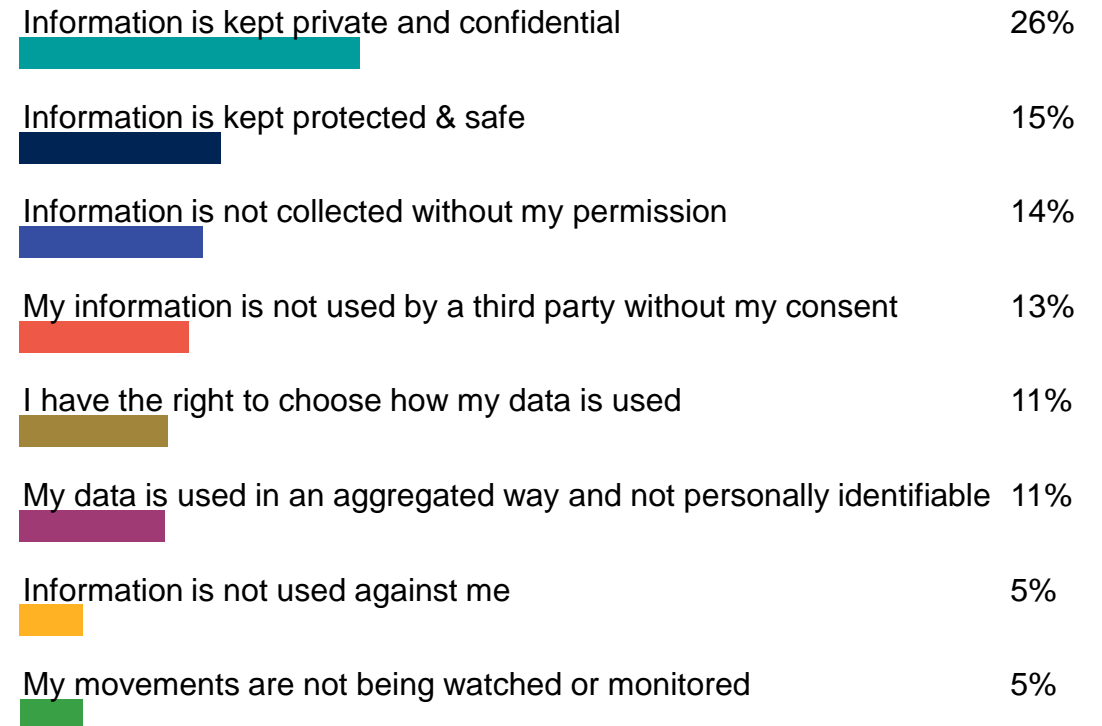 Information is kept private and confidential 26%
Information is kept protected & safe 15%
Information is not collected without my permission 14%
My information is not used by a third party without my consent 13%
I have the right to choose how my data is used 11%
My data is used in an aggregated way and not personally identifiable 11%
Information is not used against me 5%
My movements are not being watched or monitored 5%